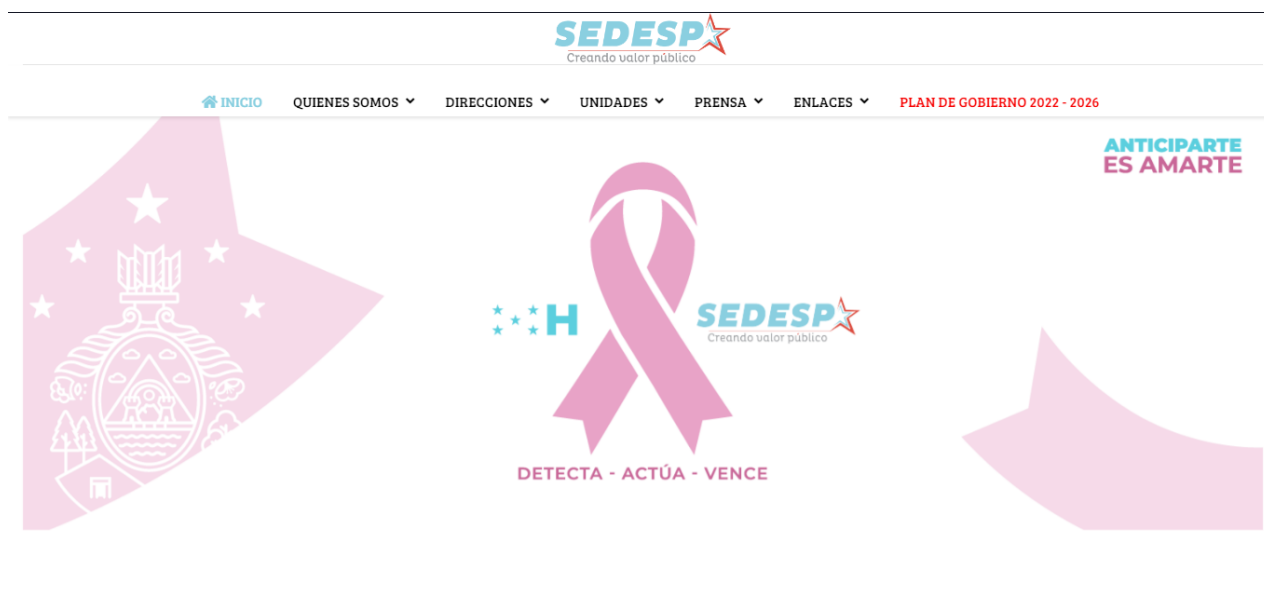 SEDESP
Creando valor público
INICIO QUIENES SOMOS DIRECCIONES UNIDADES PRENSA ENLACES PLAN DE GOBIERNO 2022 - 2026
ANTICIPARTE
ES AMARTE
H
SEDESP
Creando valor público
DETECTA - ACTÚA - VENCE